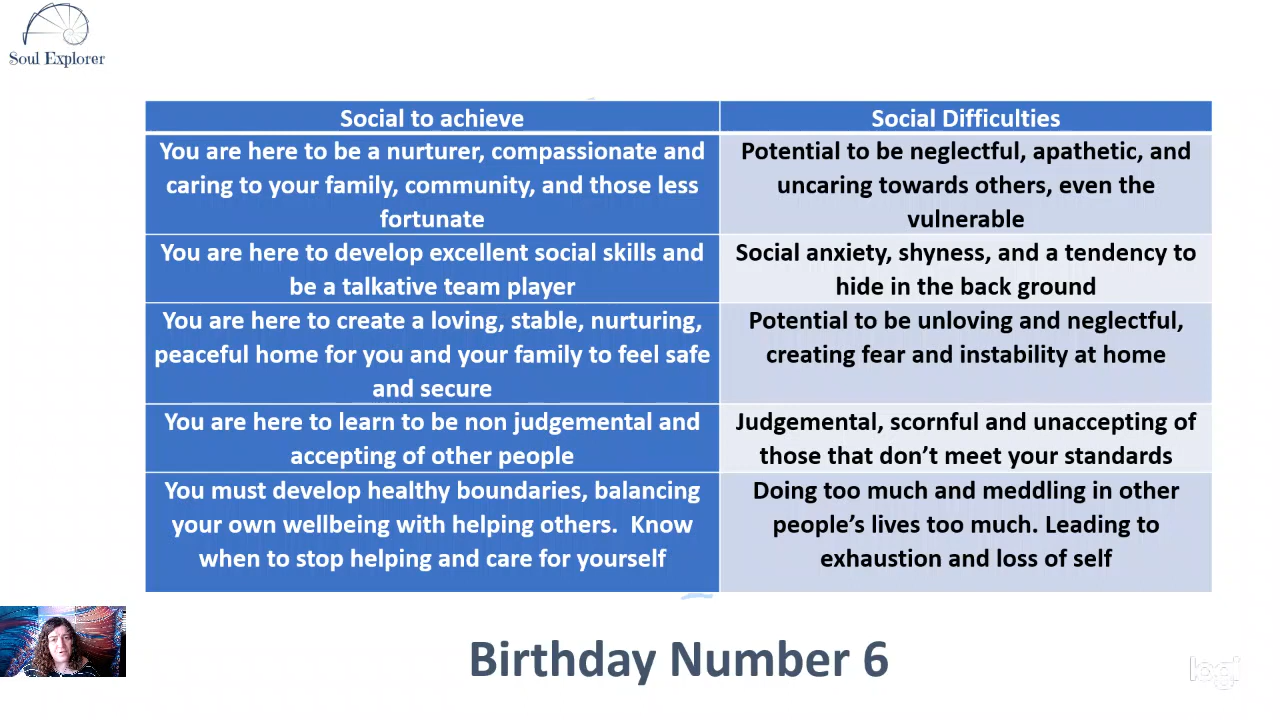 Soul Explorer
Social to achieve
Social Difficulties
You are here to be a nurturer, compassionate and
caring to your family, community, and those less
fortunate
Potential to be neglectful, apathetic, and
uncaring towards others, even the
vulnerable
You are here to develop excellent social skills and
be a talkative team player
Social anxiety, shyness, and a tendency to
hide in the back ground
You are here to create a loving, stable, nurturing,
peaceful home for you and your family to feel safe
and secure
Potential to be unloving and neglectful,
creating fear and instability at home
You are here to learn to be non judgemental and
accepting of other people
Judgemental, scornful and unaccepting of
those that don’t meet your standards
You must develop healthy boundaries, balancing
your own wellbeing with helping others.  Know
when to stop helping and care for yourself
Doing too much and meddling in other
people’s lives too much. Leading to
exhaustion and loss of self
Birthday Number 6
logi